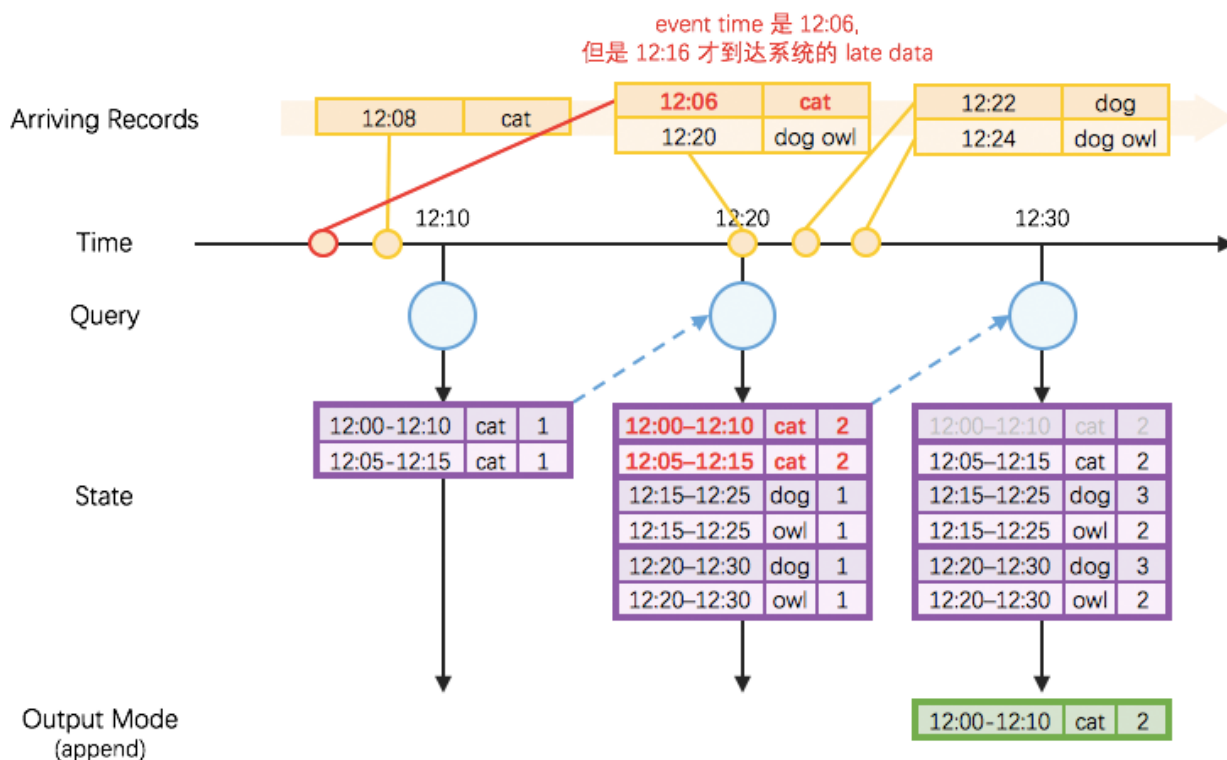 event time 是 12:06,
但是 12:16 才到达系统的 late data
Arriving Records
12:08 cat
12:06 cat
12:20 dog owl
12:22 dog
12:24 dog owl
Time
12:10
12:20
12:30
Query
State
12:00-12:10 cat 1
12:05-12:15 cat 1
12:00–12:10 cat 2
12:05–12:15 cat 2
12:15–12:25 dog 1
12:15–12:25 owl 1
12:20–12:30 dog 1
12:20–12:30 owl 1
12:00–12:10 cat 2
12:05–12:15 cat 2
12:15–12:25 dog 3
12:15–12:25 owl 2
12:20–12:30 dog 3
12:20–12:30 owl 2
Output Mode
(append)
12:00-12:10 cat 2